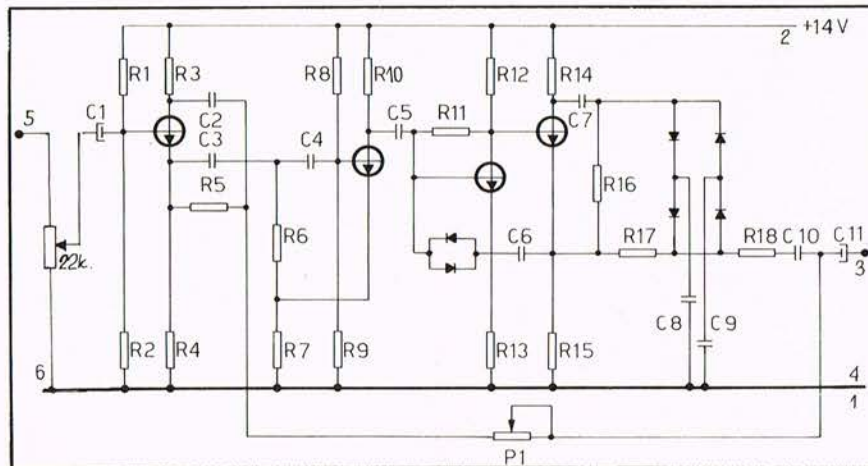 2 +14V
R1 R3 R8 R10 R12 R14
5 C1 C2 C5 R11 C7
C3 C4
R5 R16
22k. R6 C6 R17 R18 C10 C11
3
C8 C9
R2 R4 R7 R9 R13 R15
6 4
1
P1